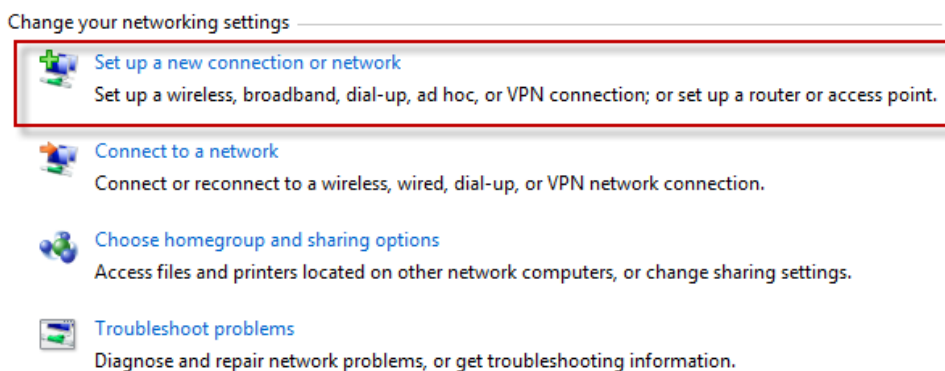 Change your networking settings
Set up a new connection or network
Set up a wireless, broadband, dial-up, ad hoc, or VPN connection; or set up a router or access point.
Connect to a network
Connect or reconnect to a wireless, wired, dial-up, or VPN network connection.
Choose homegroup and sharing options
Access files and printers located on other network computers, or change sharing settings.
Troubleshoot problems
Diagnose and repair network problems, or get troubleshooting information.